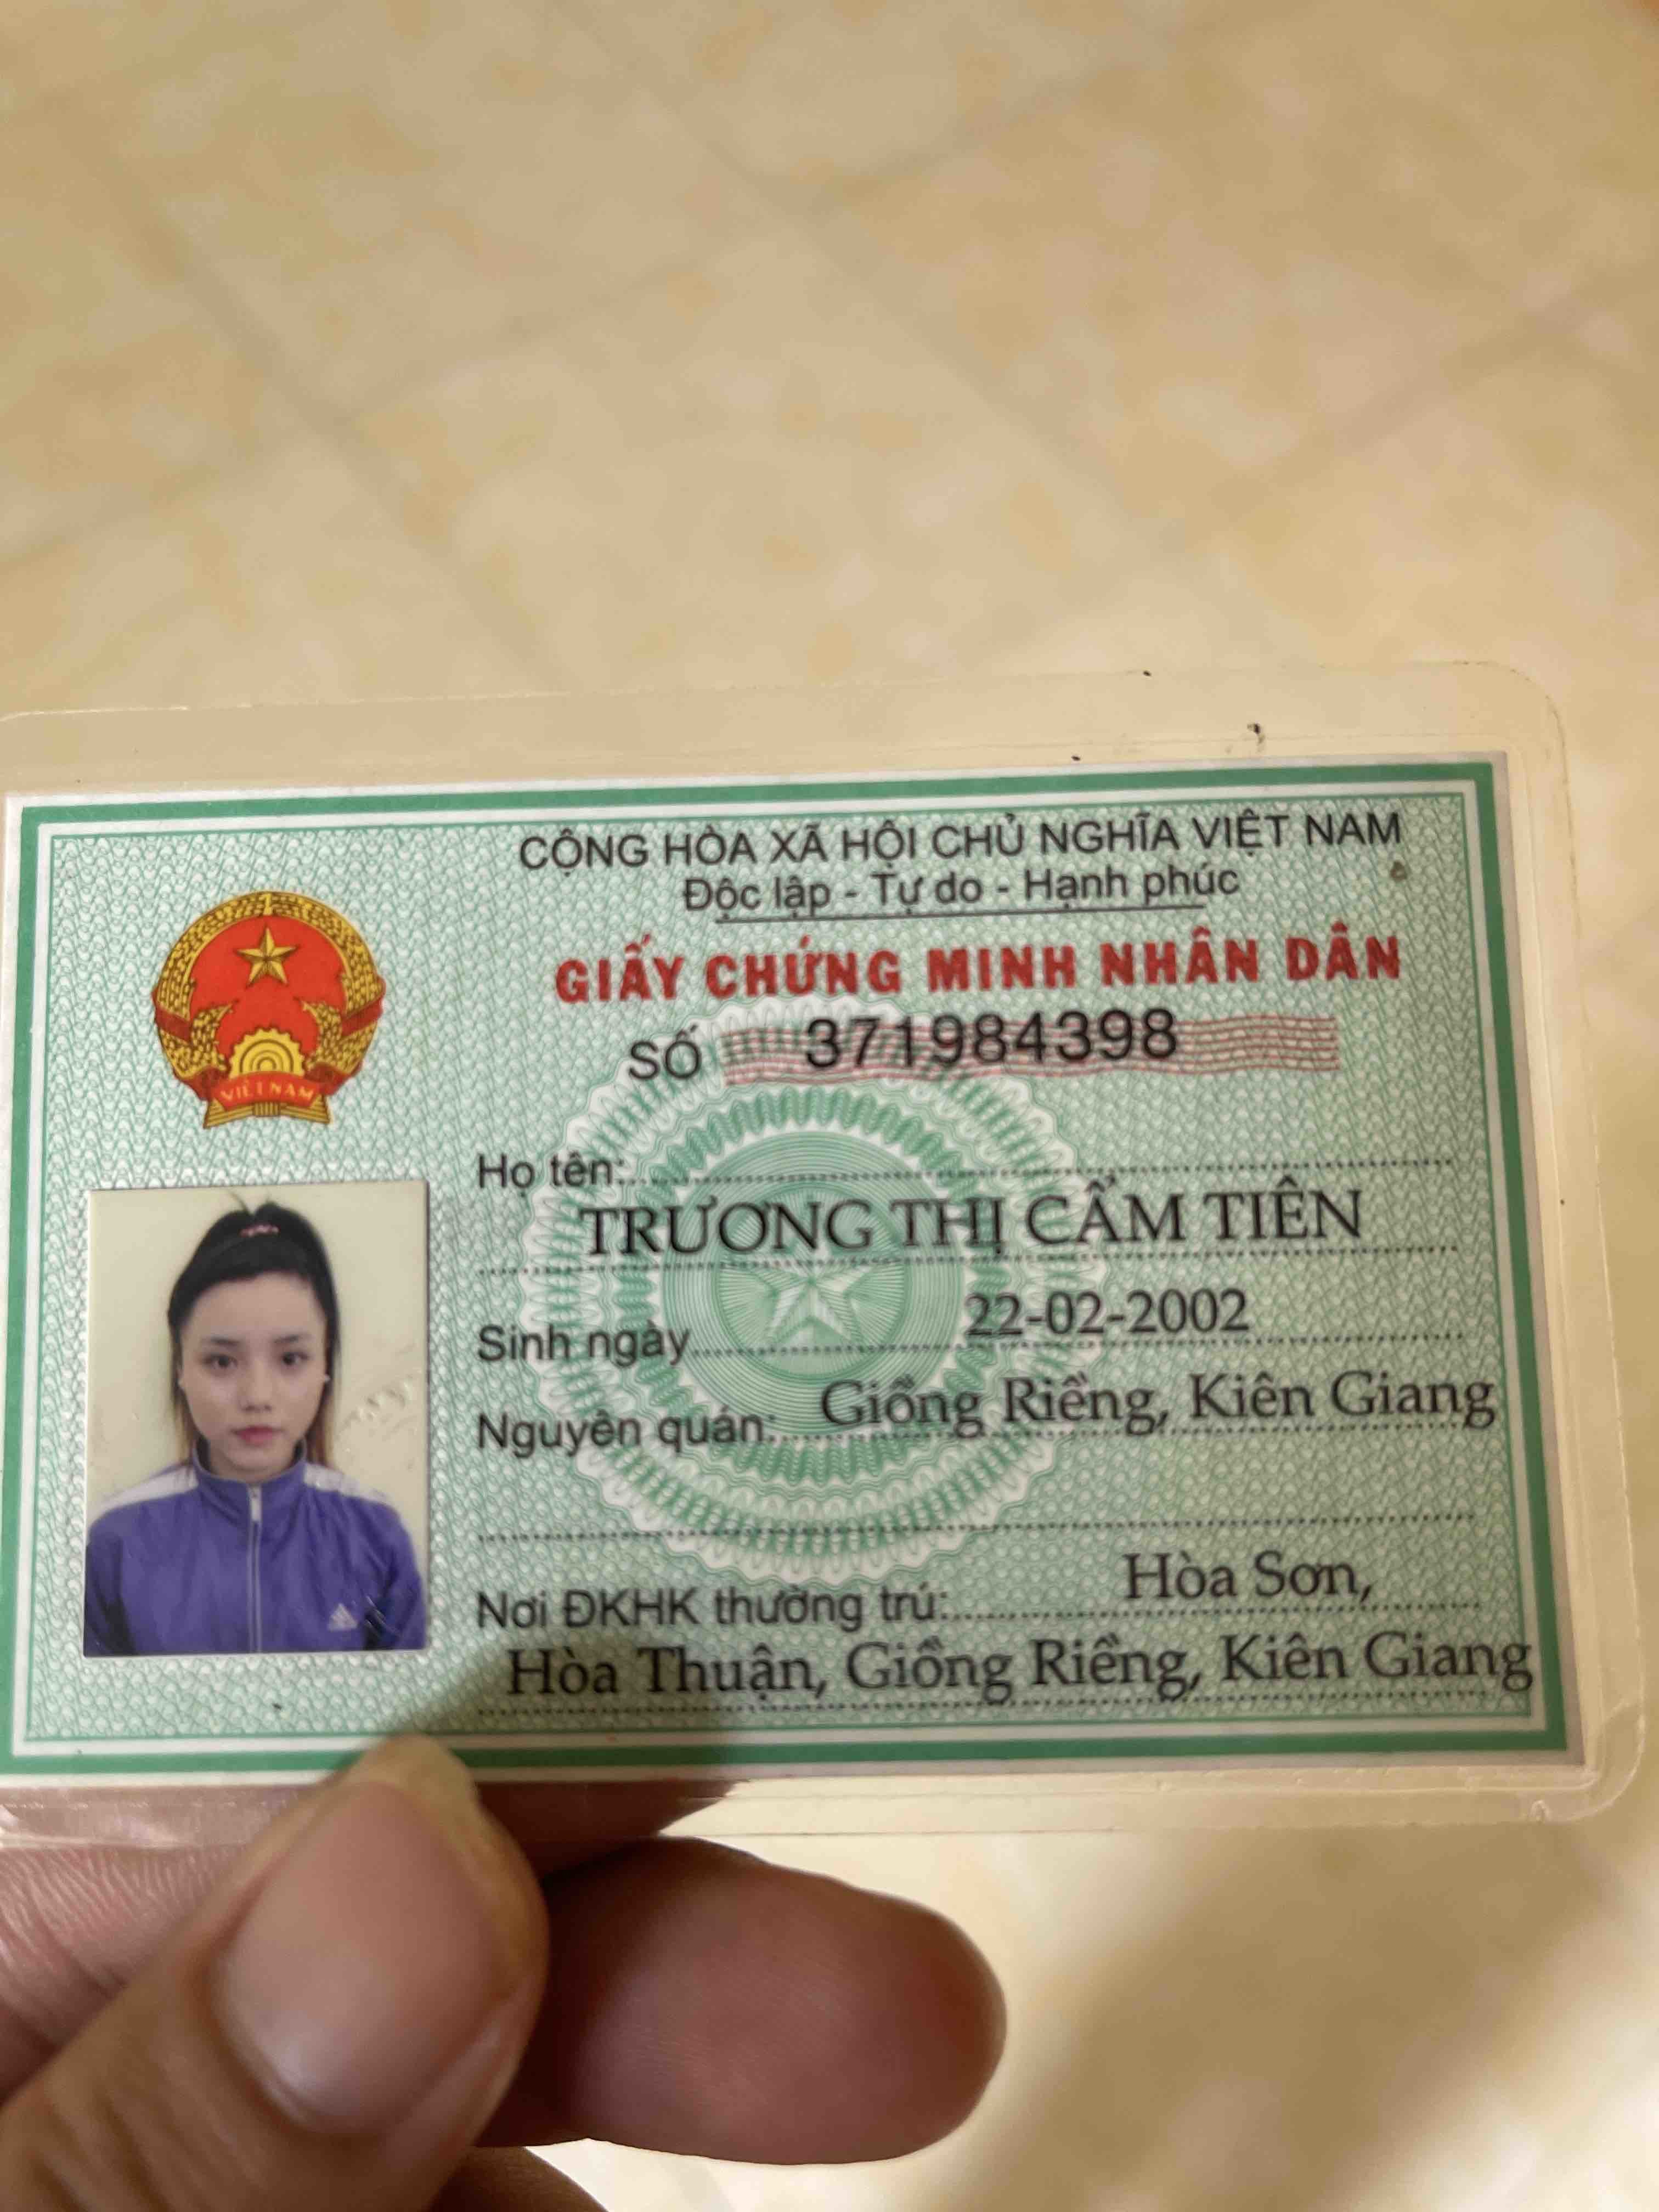 CỘNG HÒA XÃ HỘI CHỦ NGHĨA VIỆT NAM
Độc lập - Tự do - Hạnh phúc
GIẤY CHỨNG MINH NHÂN DÂN
SỐ 371984398
VIỆT NAM
Họ tên:
TRƯƠNG THỊ CẨM TIÊN
Sinh ngày 22-02-2002
Nguyên quán: Giồng Riềng, Kiên Giang
Nơi ĐKHK thường trú: Hòa Sơn,
Hòa Thuận, Giồng Riềng, Kiên Giang